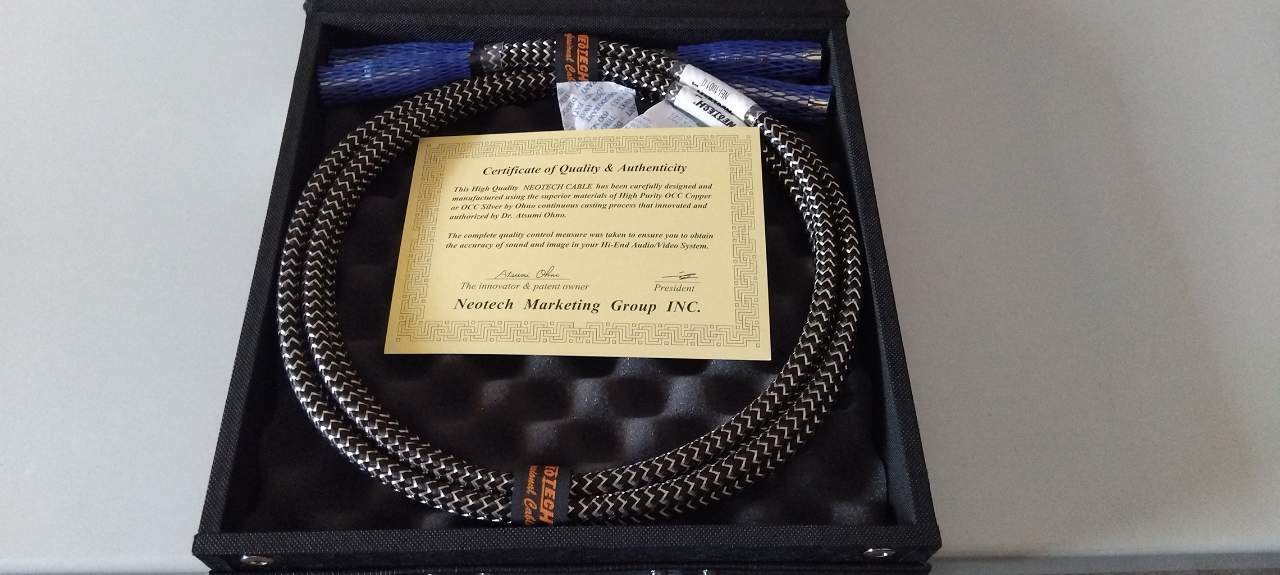 NEOTECH
Certificate of Quality & Authenticity
This High Quality NEOTECH CABLE has been carefully designed and
manufactured using the superior materials of High Purity OCC Copper
or OCC Silver by Ohno continuous casting process that innovated and
authorized by Dr. Atsumi Ohno.
The complete quality control measure was taken to ensure you to obtain
the accuracy of sound and image in your Hi-End Audio/Video System.
Atsumi Ohno
The innovator & patent owner
President
Neotech Marketing Group INC.